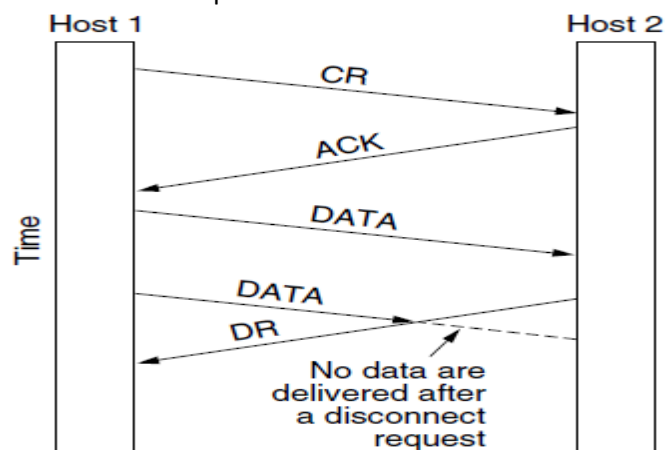 Host 1
Host 2
CR
ACK
DATA
DATA
DR
Time
No data are
delivered after
a disconnect
request